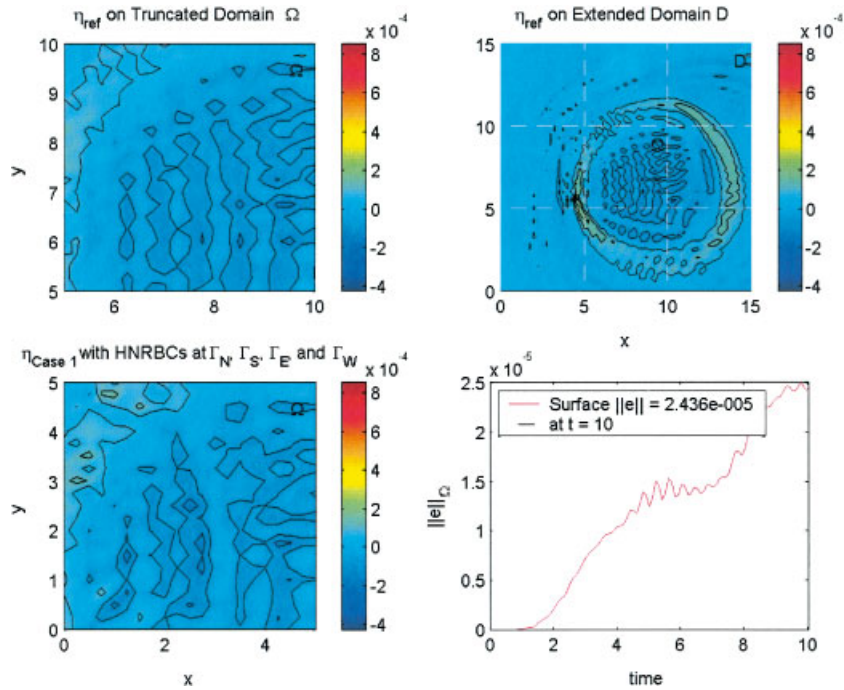 η_ref on Truncated Domain Ω
x 10^-4
10
9
8
7
6
5
y
6 8 10
Ω
8
6
4
2
0
-2
-4
η_ref on Extended Domain D
x 10^-4
15
10
5
0
0 5 10 15
x
D
Ω
8
6
4
2
0
-2
-4
η_Case 1 with HNRBCs at Γ_N, Γ_S, Γ_E, and Γ_W
x 10^-4
5
4
3
2
1
0
y
0 2 4
x
Ω
8
6
4
2
0
-2
-4
x 10^-5
2.5
2
1.5
1
0.5
0
||e||_Ω
0 2 4 6 8 10
time
Surface ||e|| = 2.436e-005
at t = 10